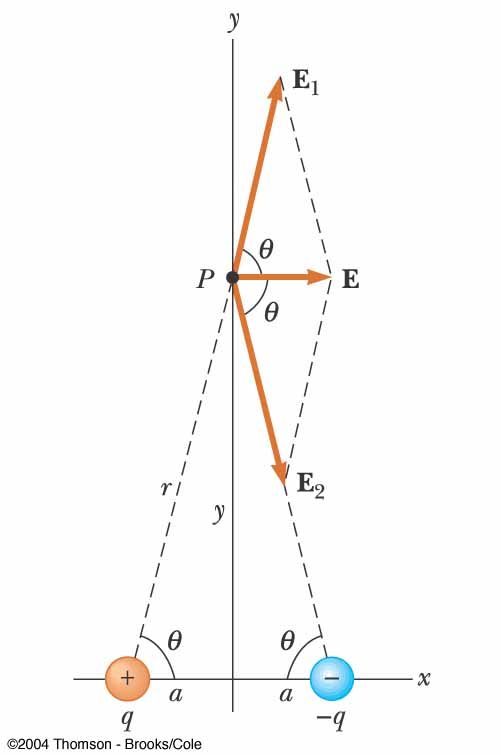 y
E1
θ
P
E
θ
E2
r
y
θ
θ
+
−
x
a
a
q
−q
©2004 Thomson - Brooks/Cole